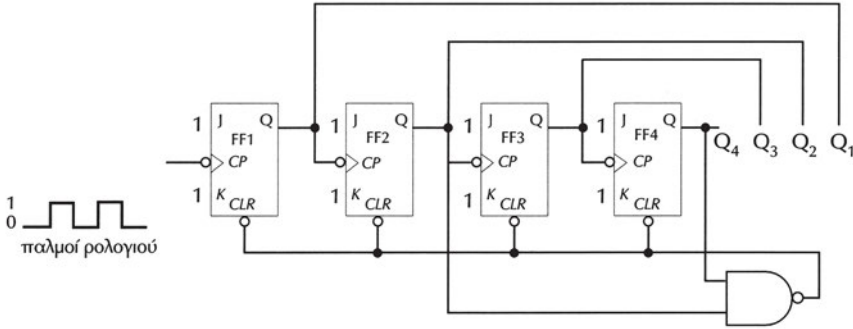 1 J Q 1 J Q 1 J Q 1 J Q
FF1 FF2 FF3 FF4
Q4 Q3 Q2 Q1
CP CP CP CP
1 K 1 K 1 K 1 K
CLR CLR CLR CLR
1
0
παλμοί ρολογιού